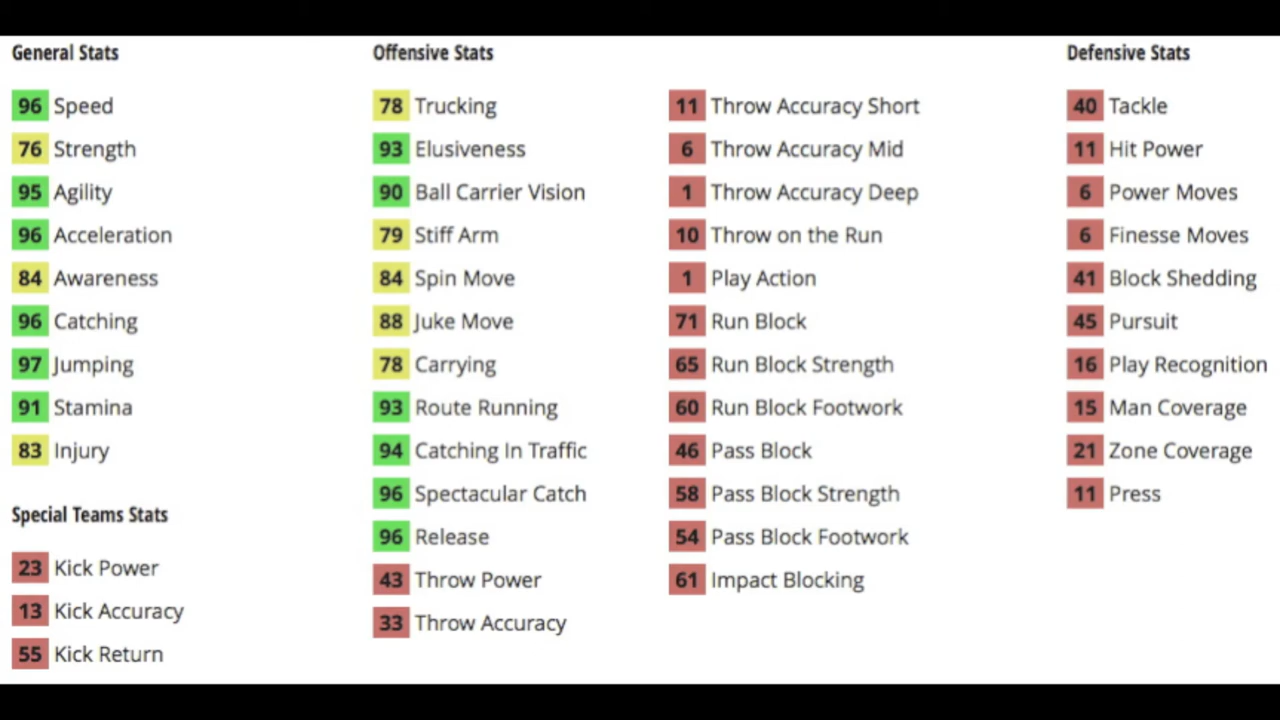 General Stats
96 Speed
76 Strength
95 Agility
96 Acceleration
84 Awareness
96 Catching
97 Jumping
91 Stamina
83 Injury
Special Teams Stats
23 Kick Power
13 Kick Accuracy
55 Kick Return
Offensive Stats
78 Trucking
93 Elusiveness
90 Ball Carrier Vision
79 Stiff Arm
84 Spin Move
88 Juke Move
78 Carrying
93 Route Running
94 Catching In Traffic
96 Spectacular Catch
96 Release
43 Throw Power
33 Throw Accuracy
11 Throw Accuracy Short
6 Throw Accuracy Mid
1 Throw Accuracy Deep
10 Throw on the Run
1 Play Action
71 Run Block
65 Run Block Strength
60 Run Block Footwork
46 Pass Block
58 Pass Block Strength
54 Pass Block Footwork
61 Impact Blocking
Defensive Stats
40 Tackle
11 Hit Power
6 Power Moves
6 Finesse Moves
41 Block Shedding
45 Pursuit
16 Play Recognition
15 Man Coverage
21 Zone Coverage
11 Press